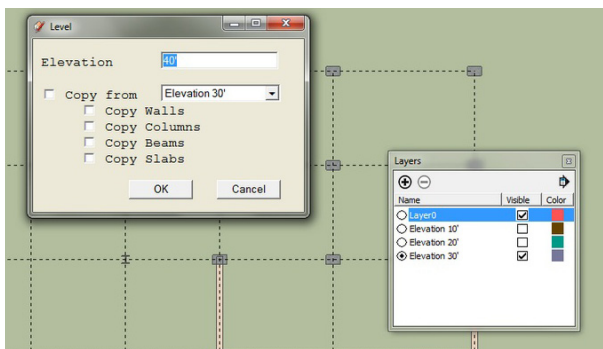 Level
Elevation 40'
Copy from Elevation 30'
Copy Walls
Copy Columns
Copy Beams
Copy Slabs
OK Cancel
Layers
Name Visible Color
Layer0
Elevation 10'
Elevation 20'
Elevation 30'